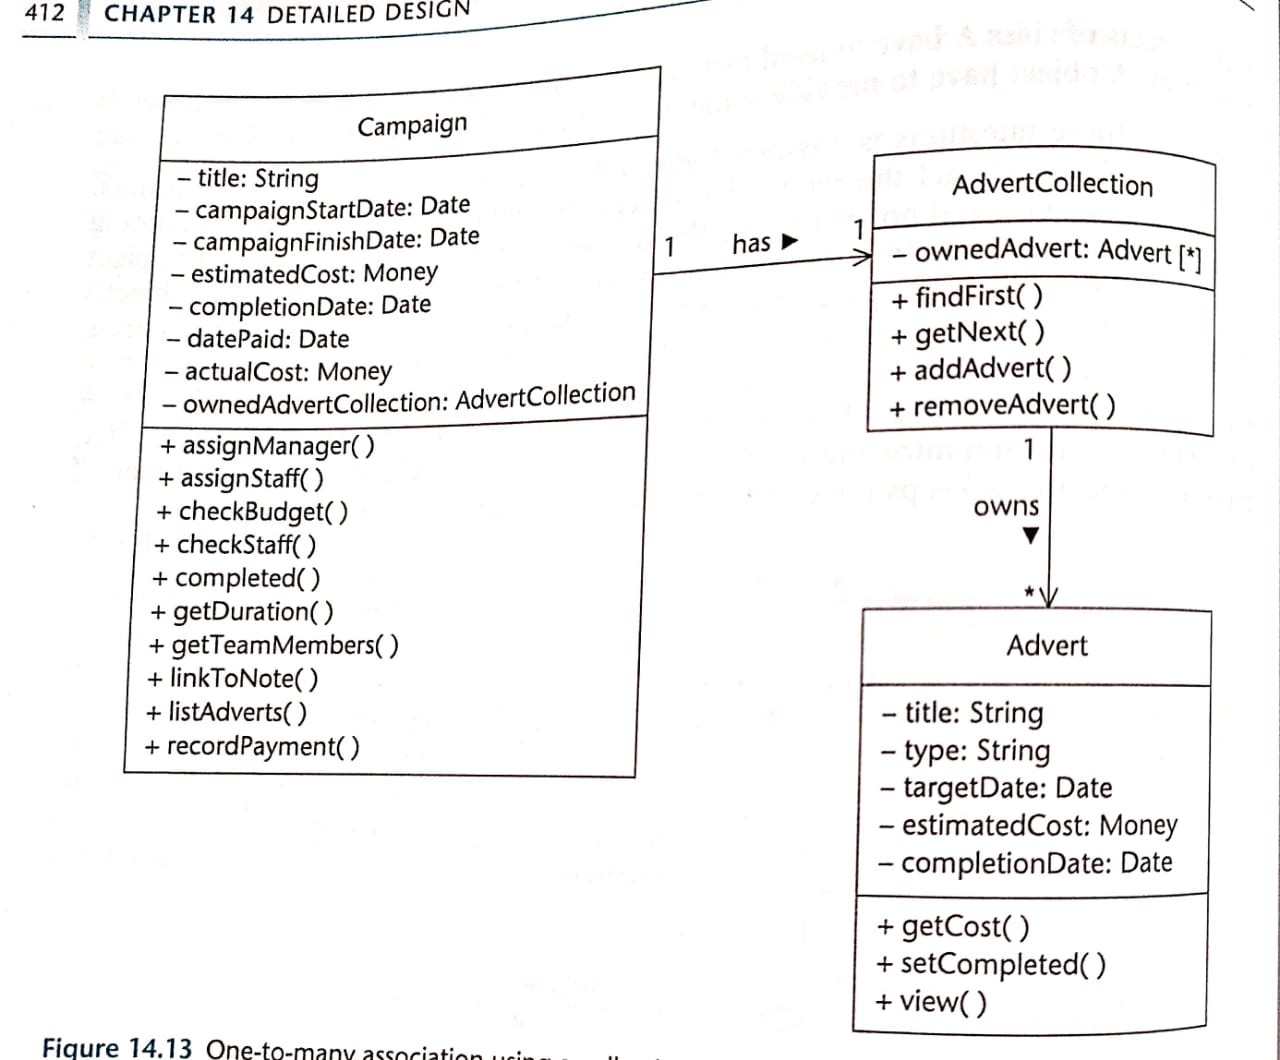 412 CHAPTER 14 DETAILED DESIGN
Campaign
– title: String
– campaignStartDate: Date
– campaignFinishDate: Date
– estimatedCost: Money
– completionDate: Date
– datePaid: Date
– actualCost: Money
– ownedAdvertCollection: AdvertCollection
+ assignManager( )
+ assignStaff( )
+ checkBudget( )
+ checkStaff( )
+ completed( )
+ getDuration( )
+ getTeamMembers( )
+ linkToNote( )
+ listAdverts( )
+ recordPayment( )
1 has ► 1
AdvertCollection
– ownedAdvert: Advert [*]
+ findFirst( )
+ getNext( )
+ addAdvert( )
+ removeAdvert( )
1
owns
▼
*
Advert
– title: String
– type: String
– targetDate: Date
– estimatedCost: Money
– completionDate: Date
+ getCost( )
+ setCompleted( )
+ view( )
Figure 14.13 One-to-many association using